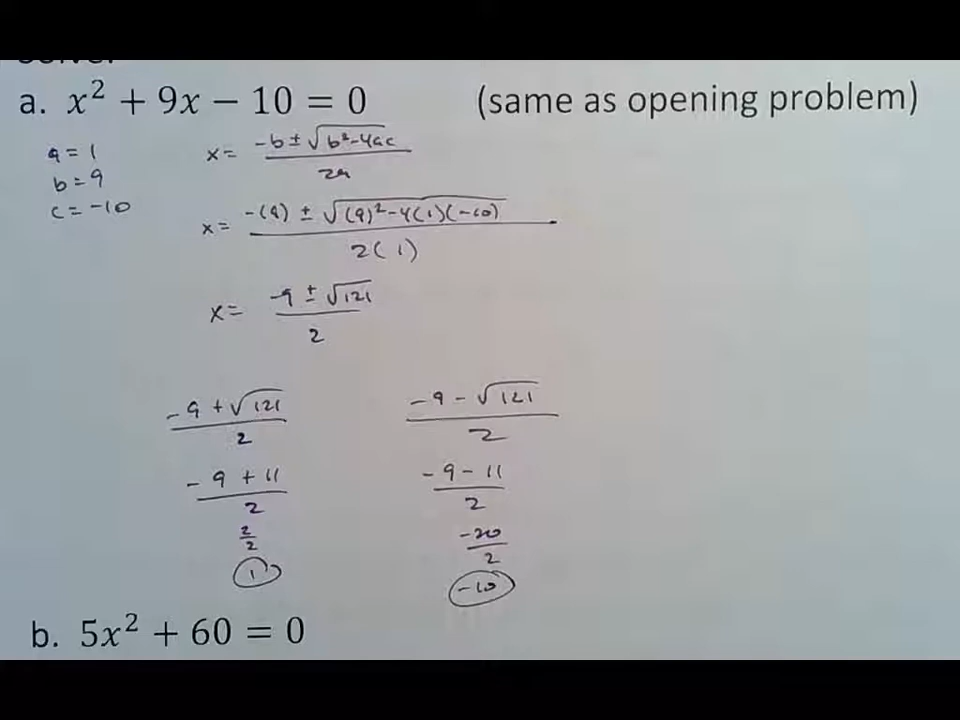 a. x² + 9x − 10 = 0 (same as opening problem)
a = 1
b = 9
c = -10
x = (-b ± √(b² - 4ac)) / 2a
x = (-(9) ± √((9)² - 4(1)(-10))) / 2(1)
x = (-9 ± √121) / 2
(-9 + √121) / 2
(-9 + 11) / 2
2/2
1
(-9 - √121) / 2
(-9 - 11) / 2
-20/2
-10
b. 5x² + 60 = 0